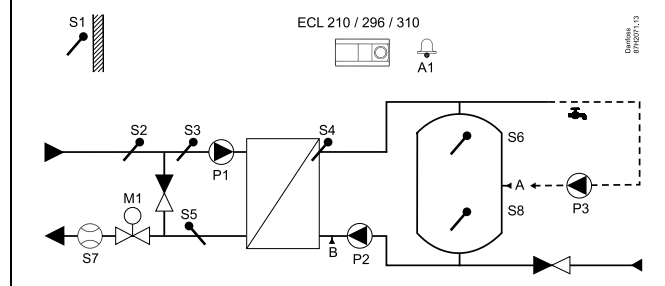 S1
ECL 210 / 296 / 310
A1
Danfoss
87H2071.13
S2
S3
P1
S4
S6
A
P3
S8
M1
S5
S7
B
P2